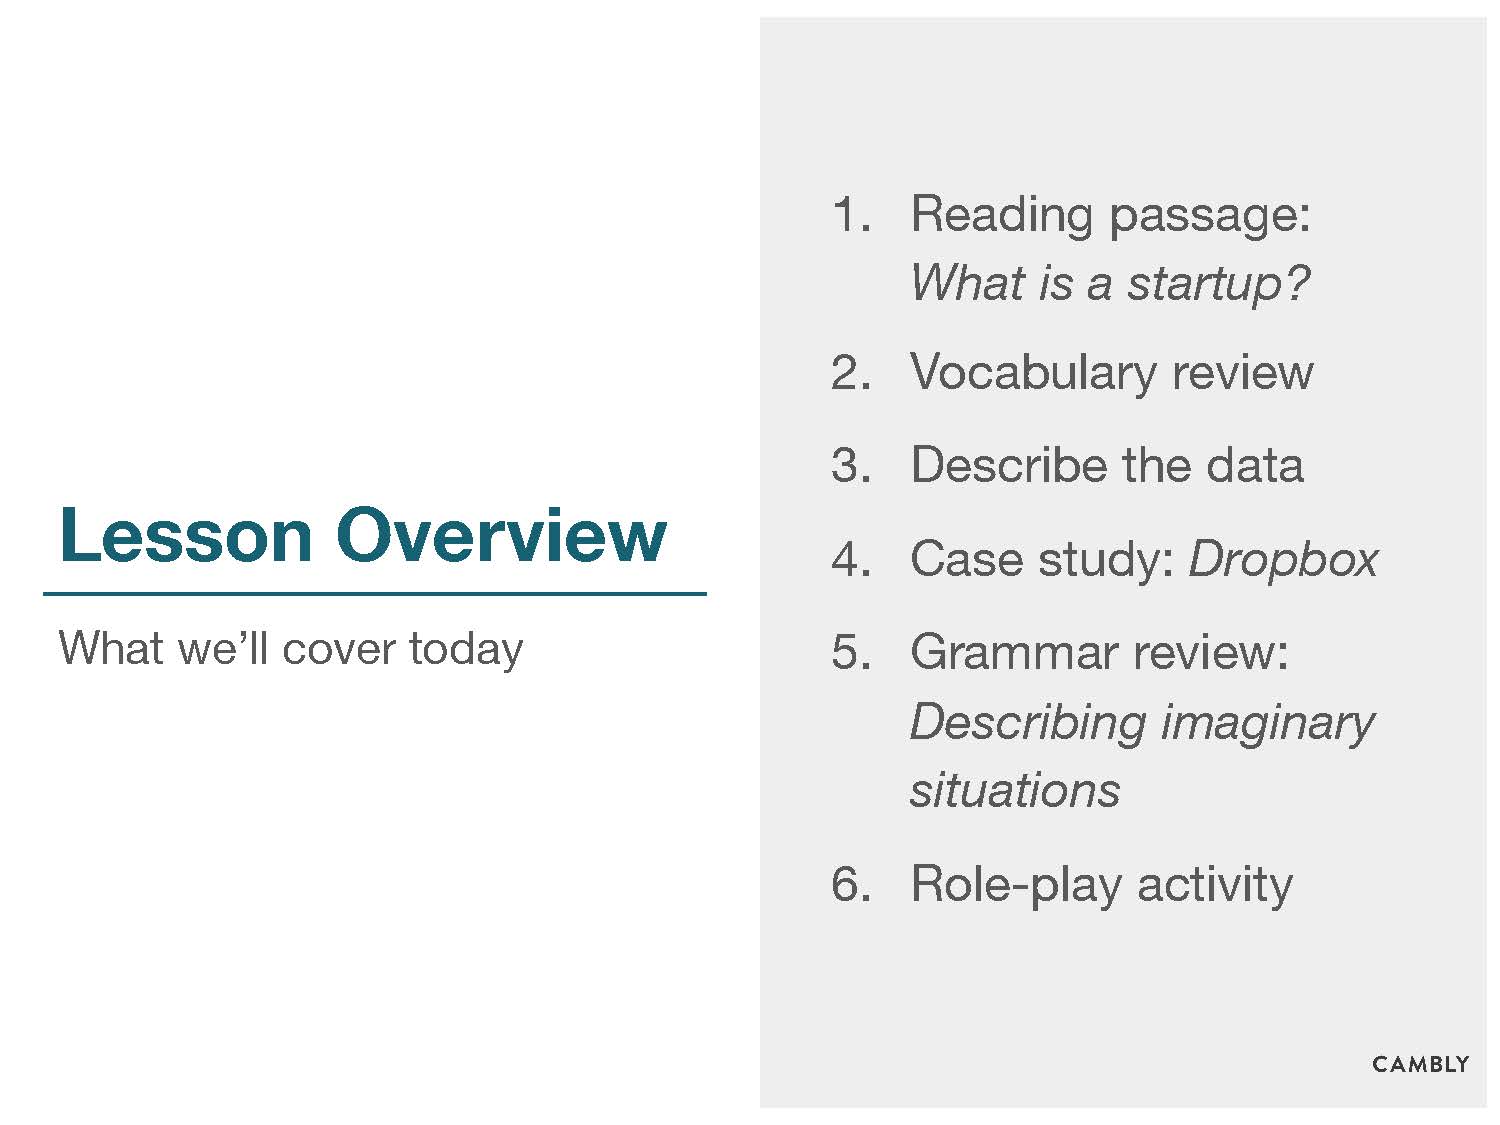 Lesson Overview
What we’ll cover today
1. Reading passage:
What is a startup?
2. Vocabulary review
3. Describe the data
4. Case study: Dropbox
5. Grammar review:
Describing imaginary
situations
6. Role-play activity
CAMBLY